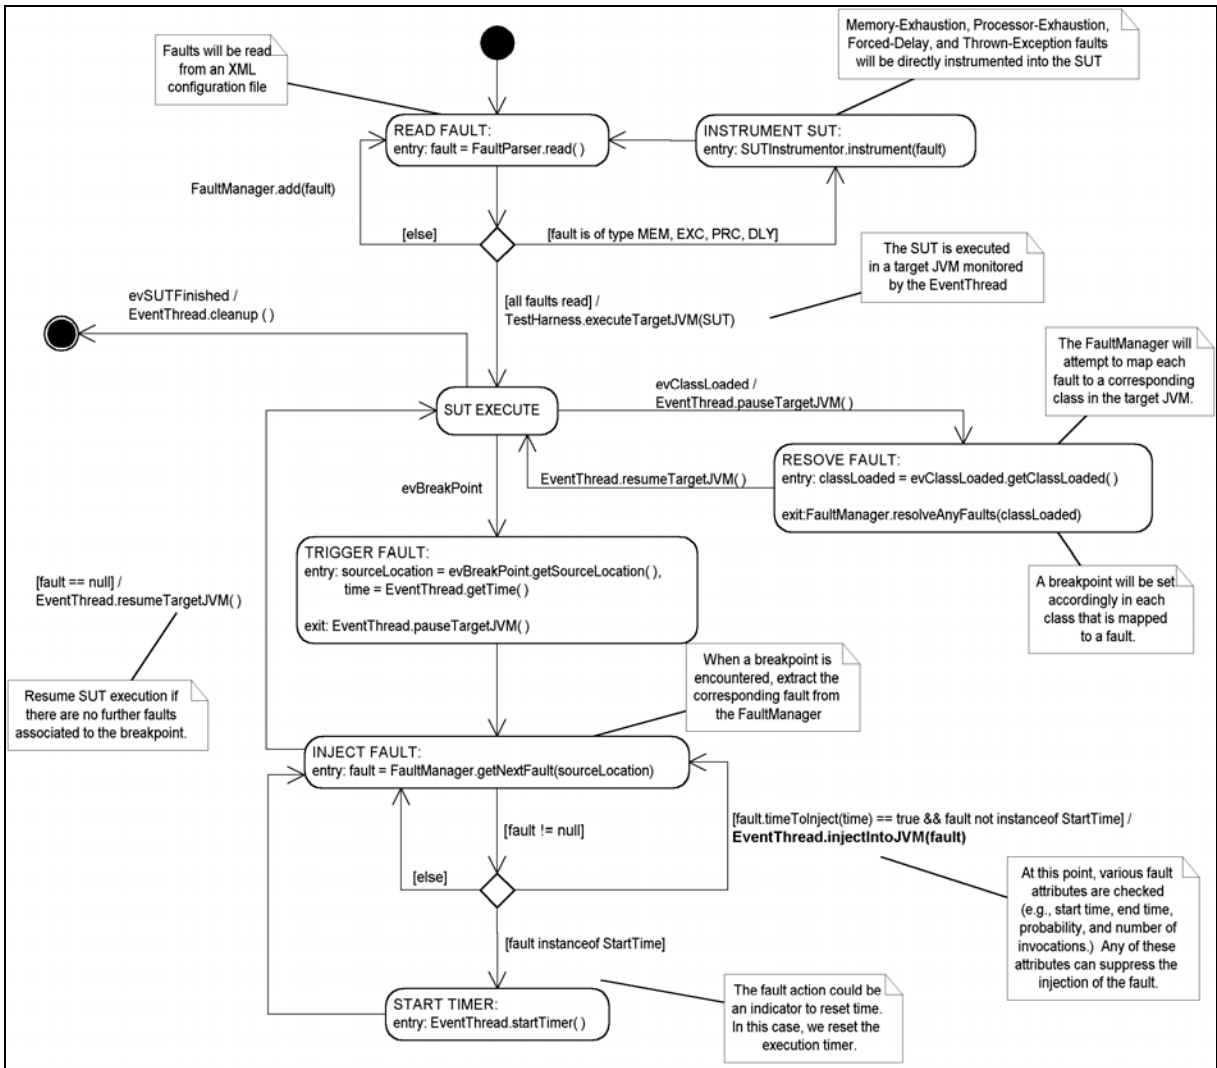 Faults will be read
from an XML
configuration file
Memory-Exhaustion, Processor-Exhaustion,
Forced-Delay, and Thrown-Exception faults
will be directly instrumented into the SUT
READ FAULT:
entry: fault = FaultParser.read( )
INSTRUMENT SUT:
entry: SUTInstrumentor.instrument(fault)
FaultManager.add(fault)
[else]
[fault is of type MEM, EXC, PRC, DLY]
The SUT is executed
in a target JVM monitored
by the EventThread
[all faults read] /
TestHarness.executeTargetJVM(SUT)
evSUTFinished /
EventThread.cleanup ( )
The FaultManager will
attempt to map each
fault to a corresponding
class in the target JVM.
SUT EXECUTE
evClassLoaded /
EventThread.pauseTargetJVM( )
RESOVE FAULT:
entry: classLoaded = evClassLoaded.getClassLoaded( )
exit:FaultManager.resolveAnyFaults(classLoaded)
EventThread.resumeTargetJVM( )
evBreakPoint
TRIGGER FAULT:
entry: sourceLocation = evBreakPoint.getSourceLocation( ),
time = EventThread.getTime( )
exit: EventThread.pauseTargetJVM( )
[fault == null] /
EventThread.resumeTargetJVM( )
A breakpoint will be set
accordingly in each
class that is mapped
to a fault.
Resume SUT execution if
there are no further faults
associated to the breakpoint.
When a breakpoint is
encountered, extract the
corresponding fault from
the FaultManager
INJECT FAULT:
entry: fault = FaultManager.getNextFault(sourceLocation)
[fault != null]
[else]
[fault.timeToInject(time) == true && fault not instanceof StartTime] /
EventThread.injectIntoJVM(fault)
At this point, various fault
attributes are checked
(e.g., start time, end time,
probability, and number of
invocations.) Any of these
attributes can suppress the
injection of the fault.
[fault instanceof StartTime]
START TIMER:
entry: EventThread.startTimer( )
The fault action could be
an indicator to reset time.
In this case, we reset the
execution timer.